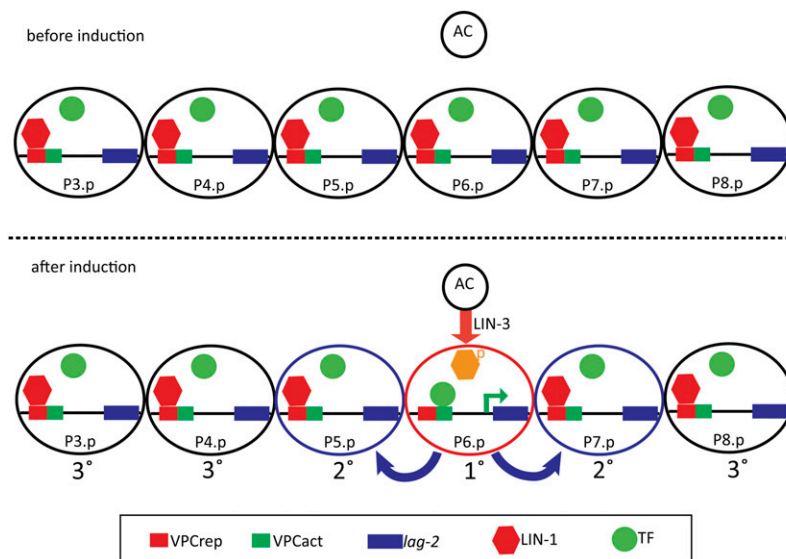 before induction
AC
P3.p P4.p P5.p P6.p P7.p P8.p
after induction
AC
LIN-3
p
P3.p P4.p P5.p P6.p P7.p P8.p
3° 3° 2° 1° 2° 3°
VPCrep VPCact lag-2 LIN-1 TF